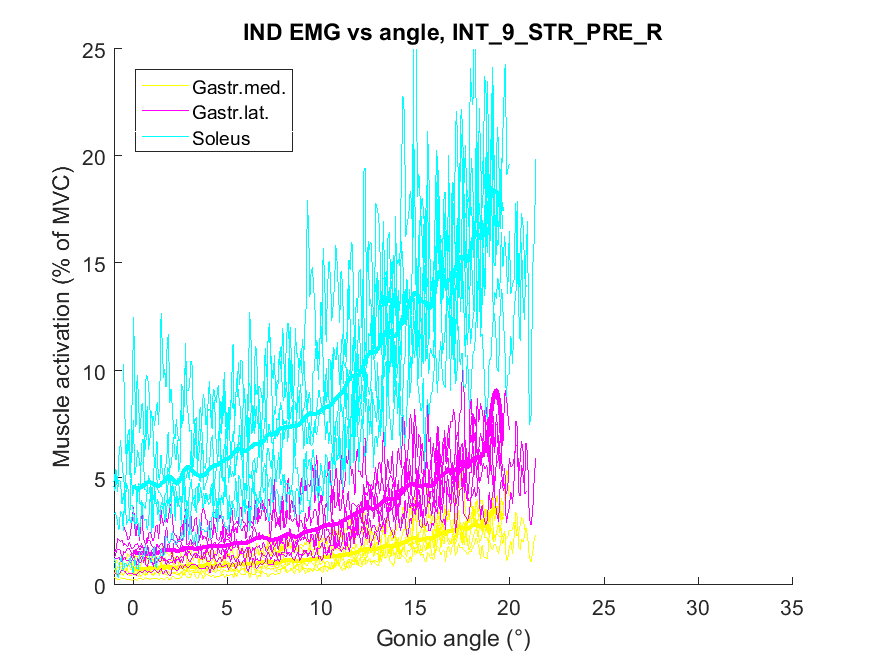 IND EMG vs angle, INT_9_STR_PRE_R
25
20
15
10
5
0
Muscle activation (% of MVC)
Gastr.med.
Gastr.lat.
Soleus
0 5 10 15 20 25 30 35
Gonio angle (°)